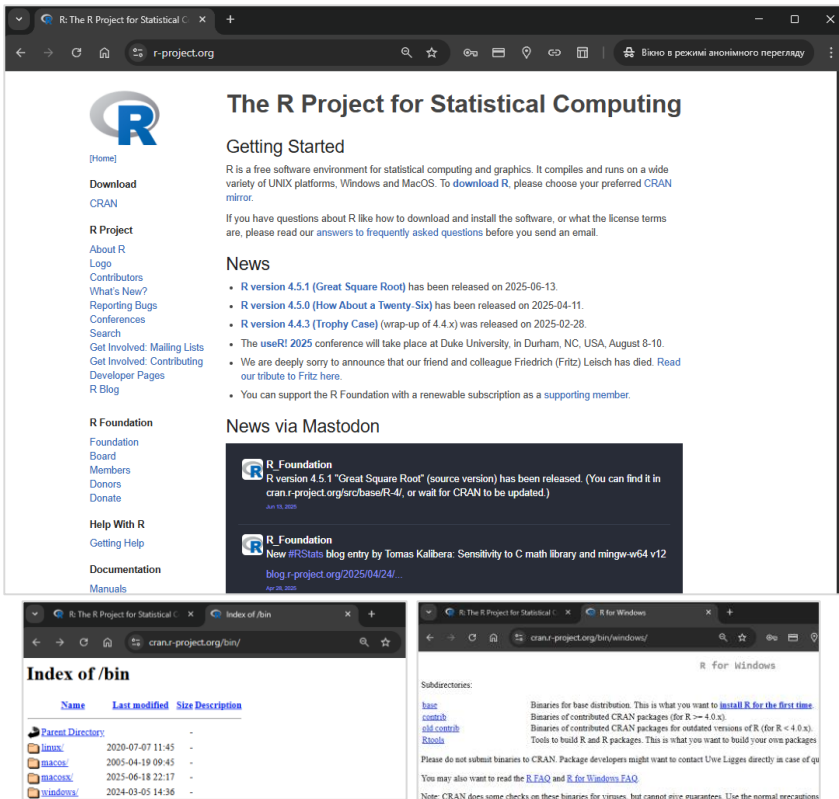 R: The R Project for Statistical C
r-project.org
Вікно в режимі анонімного перегляду
R
[Home]
Download
CRAN
R Project
About R
Logo
Contributors
What's New?
Reporting Bugs
Conferences
Search
Get Involved: Mailing Lists
Get Involved: Contributing
Developer Pages
R Blog
R Foundation
Foundation
Board
Members
Donors
Donate
Help With R
Getting Help
Documentation
Manuals
The R Project for Statistical Computing
Getting Started
R is a free software environment for statistical computing and graphics. It compiles and runs on a wide
variety of UNIX platforms, Windows and MacOS. To download R, please choose your preferred CRAN
mirror.
If you have questions about R like how to download and install the software, or what the license terms
are, please read our answers to frequently asked questions before you send an email.
News
• R version 4.5.1 (Great Square Root) has been released on 2025-06-13.
• R version 4.5.0 (How About a Twenty-Six) has been released on 2025-04-11.
• R version 4.4.3 (Trophy Case) (wrap-up of 4.4.x) was released on 2025-02-28.
• The useR! 2025 conference will take place at Duke University, in Durham, NC, USA, August 8-10.
• We are deeply sorry to announce that our friend and colleague Friedrich (Fritz) Leisch has died. Read
our tribute to Fritz here.
• You can support the R Foundation with a renewable subscription as a supporting member.
News via Mastodon
R_Foundation
R version 4.5.1 "Great Square Root" (source version) has been released. (You can find it in
cran.r-project.org/src/base/R-4/, or wait for CRAN to be updated.)
Jun 13, 2025
R_Foundation
New #RStats blog entry by Tomas Kalibera: Sensitivity to C math library and mingw-w64 v12
blog.r-project.org/2025/04/24/...
R: The R Project for Statistical C
Index of /bin
cran.r-project.org/bin/
Index of /bin
Name Last modified Size Description
Parent Directory -
linux/ 2020-07-07 11:45 -
macos/ 2005-04-19 09:45 -
macosx/ 2025-06-18 22:17 -
windows/ 2024-03-05 14:36 -
R: The R Project for Statistical C
R for Windows
cran.r-project.org/bin/windows/
R for Windows
Subdirectories:
base Binaries for base distribution. This is what you want to install R for the first time.
contrib Binaries of contributed CRAN packages (for R >= 4.0.x).
old contrib Binaries of contributed CRAN packages for outdated versions of R (for R < 4.0.x).
Rtools Tools to build R and R packages. This is what you want to build your own packages
Please do not submit binaries to CRAN. Package developers might want to contact Uwe Ligges directly in case of qu
You may also want to read the R FAQ and R for Windows FAQ.
Note: CRAN does some checks on these binaries for viruses, but cannot give guarantees. Use the normal precautions